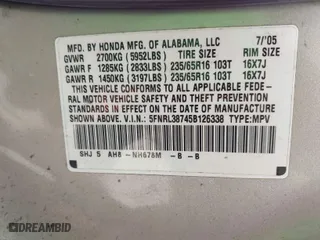 MFD. BY HONDA MFG. OF ALABAMA, LLC 7/'05
GVWR 2700KG (5952LBS) TIRE SIZE RIM SIZE
GAWR F 1285KG (2833LBS) 235/65R16 103T 16X7J
GAWR R 1450KG (3197LBS) 235/65R16 103T 16X7J
THIS VEHICLE CONFORMS TO ALL APPLICABLE FEDE-
RAL MOTOR VEHICLE SAFETY AND THEFT PREVENTION
STANDARDS IN EFFECT ON THE DATE OF MANUFACTURE
SHOWN ABOVE. V.I.N: 5FNRL38745B126338 TYPE:MPV
SHJ 5 AH8 - NH678M - B - B
DREAMBID